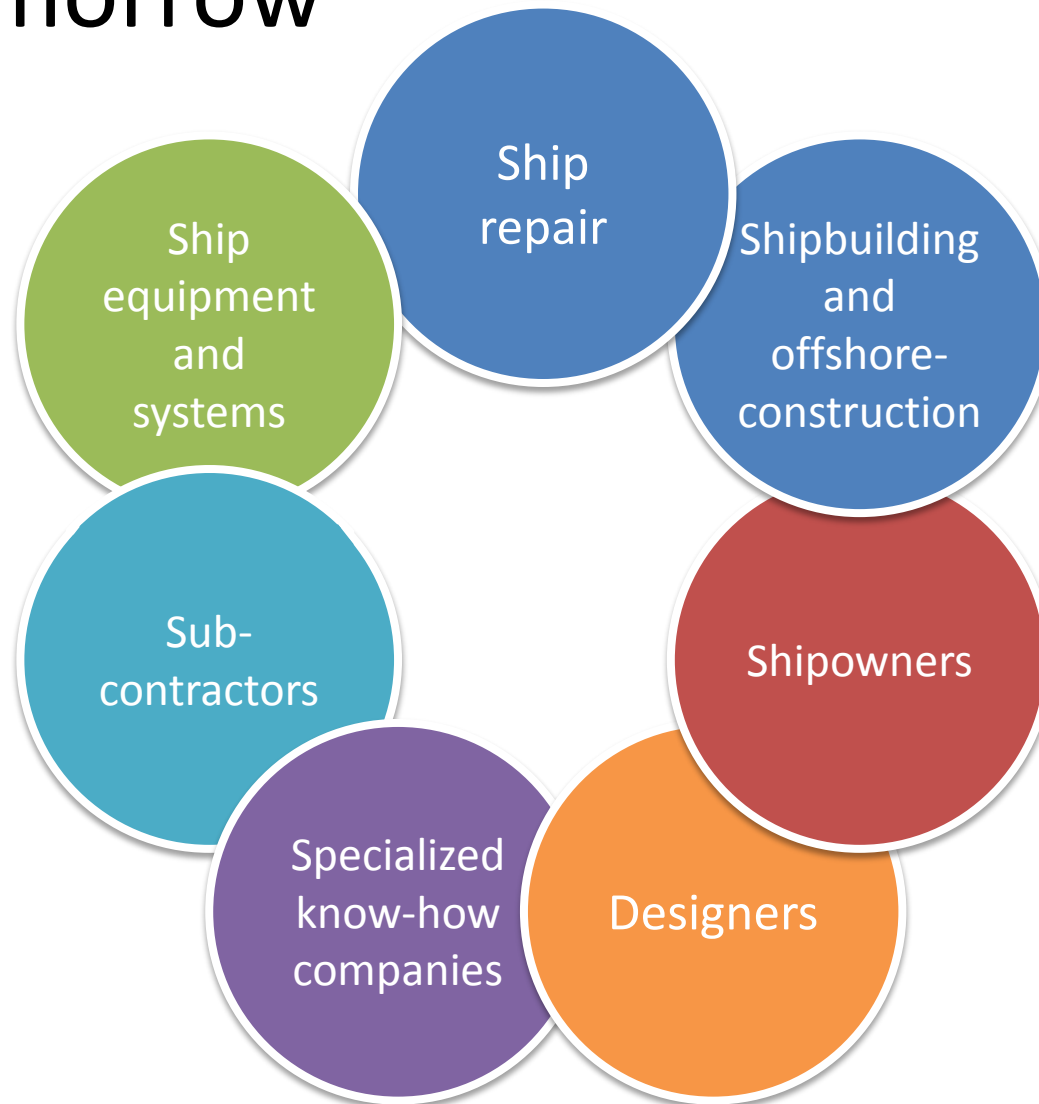 Ship
repair
Shipbuilding
and
offshore-
construction
Shipowners
Designers
Specialized
know-how
companies
Sub-
contractors
Ship
equipment
and
systems